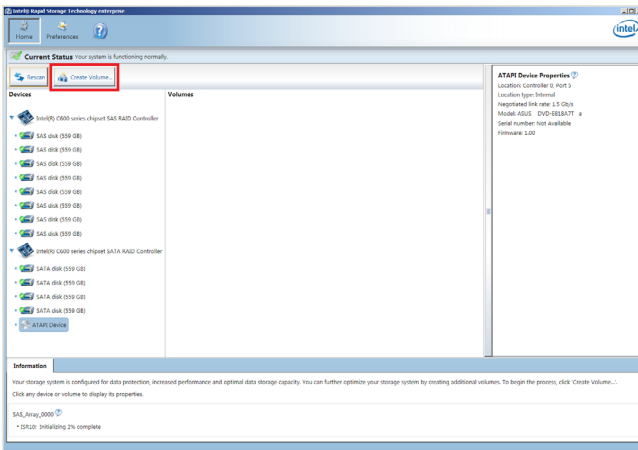 Intel® Rapid Storage Technology enterprise
Home
Preferences
intel
Current Status Your system is functioning normally.
Rescan
Create Volume...
Devices
Volumes
Intel(R) C600 series chipset SAS RAID Controller
SAS disk (559 GB)
SAS disk (559 GB)
SAS disk (559 GB)
SAS disk (559 GB)
SAS disk (559 GB)
SAS disk (559 GB)
SAS disk (559 GB)
SAS disk (559 GB)
Intel(R) C600 series chipset SATA RAID Controller
SATA disk (559 GB)
SATA disk (559 GB)
SATA disk (559 GB)
SATA disk (559 GB)
ATAPI Device
ATAPI Device Properties
Location: Controller 0, Port 5
Location type: Internal
Negotiated link rate: 1.5 Gb/s
Model: ASUS DVD-E818A7T a
Serial number: Not Available
Firmware: 1.00
Information
Your storage system is configured for data protection, increased performance and optimal data storage capacity. You can further optimize your storage system by creating additional volumes. To begin the process, click 'Create Volume...'.
Click any device or volume to display its properties.
SAS_Array_0000
• ISR10: Initializing 2% complete